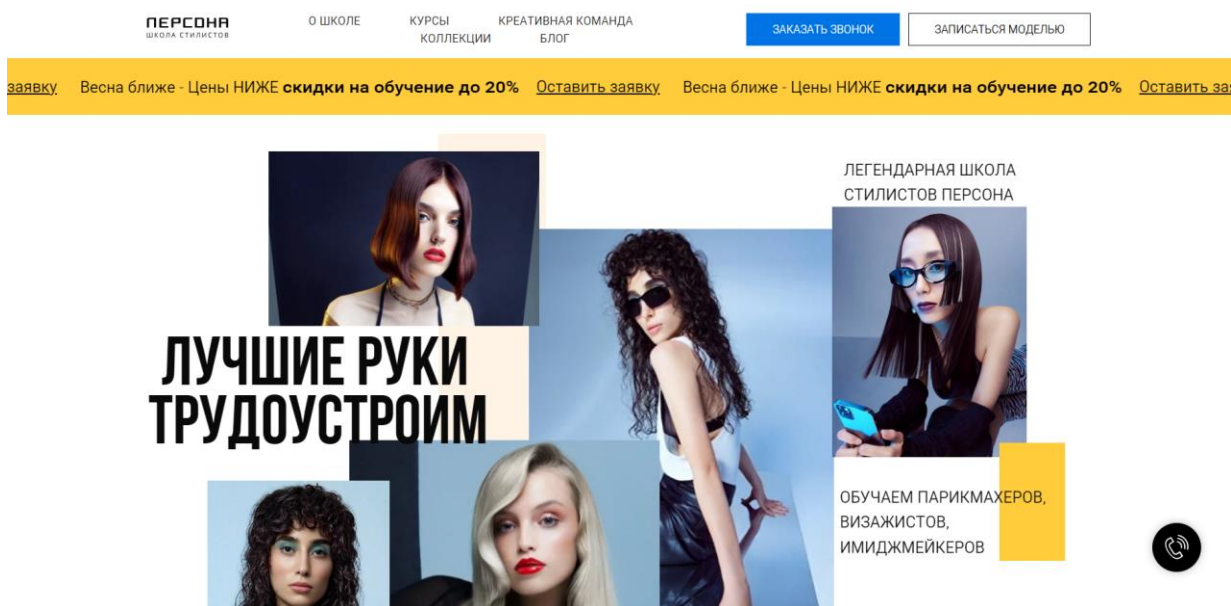 ПЕРСОНА
ШКОЛА СТИЛИСТОВ
О ШКОЛЕ КУРСЫ КРЕАТИВНАЯ КОМАНДА
КОЛЛЕКЦИИ БЛОГ
ЗАКАЗАТЬ ЗВОНОК
ЗАПИСАТЬСЯ МОДЕЛЬЮ
заявку Весна ближе - Цены НИЖЕ скидки на обучение до 20% Оставить заявку Весна ближе - Цены НИЖЕ скидки на обучение до 20% Оставить за
ЛЕГЕНДАРНАЯ ШКОЛА
СТИЛИСТОВ ПЕРСОНА
ЛУЧШИЕ РУКИ
ТРУДОУСТРОИМ
ОБУЧАЕМ ПАРИКМАХЕРОВ,
ВИЗАЖИСТОВ,
ИМИДЖМЕЙКЕРОВ